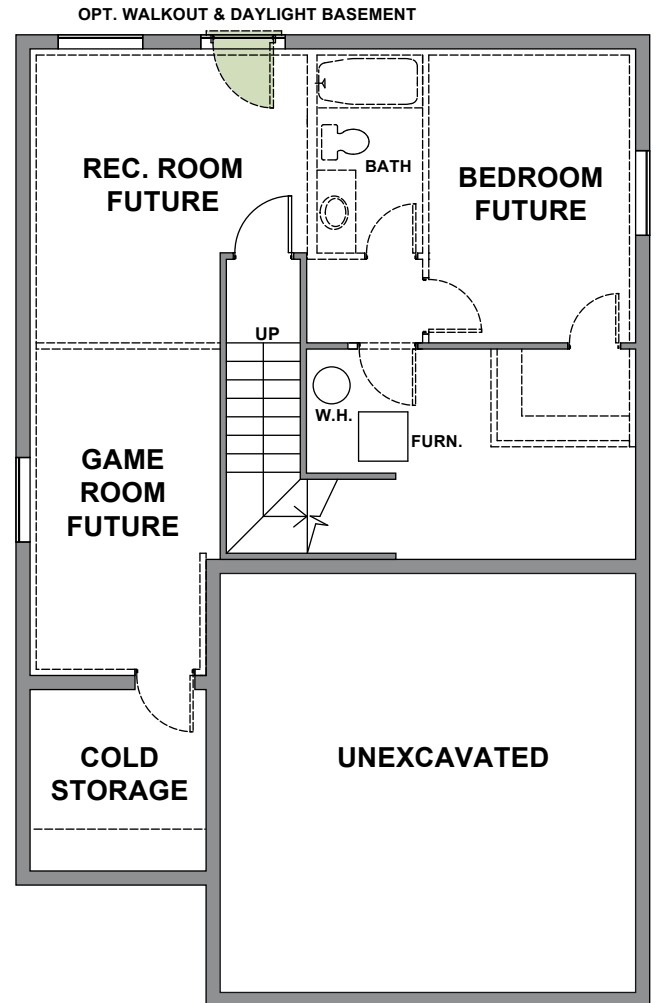 OPT. WALKOUT & DAYLIGHT BASEMENT
REC. ROOM
FUTURE
BATH
BEDROOM
FUTURE
UP
W.H.
FURN.
GAME
ROOM
FUTURE
COLD
STORAGE
UNEXCAVATED